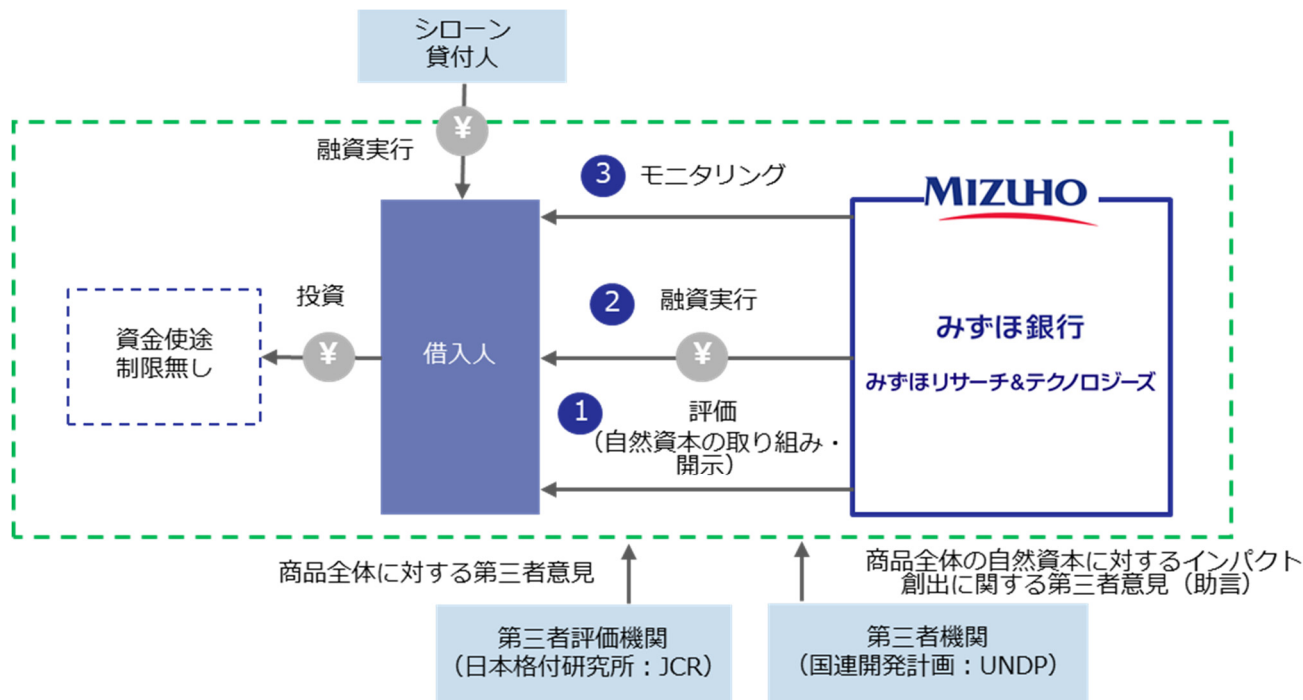 シローン
貸付人
¥
融資実行
3 モニタリング
MIZUHO
投資
2 融資実行
資金使途
制限無し
¥
借入人
¥
みずほ銀行
みずほリサーチ&テクノロジーズ
1 評価
（自然資本の取り組み・
開示）
商品全体に対する第三者意見
商品全体の自然資本に対するインパクト
創出に関する第三者意見（助言）
第三者評価機関
（日本格付研究所：JCR）
第三者機関
（国連開発計画：UNDP）